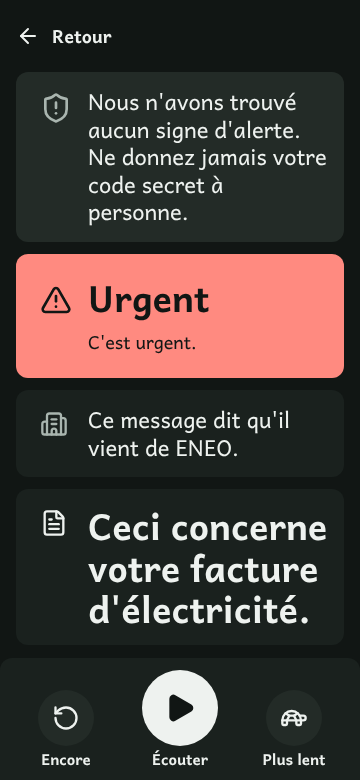 Retour
Nous n'avons trouvé
aucun signe d'alerte.
Ne donnez jamais votre
code secret à
personne.
Urgent
C'est urgent.
Ce message dit qu'il
vient de ENEO.
Ceci concerne
votre facture
d'électricité.
Encore
Écouter
Plus lent